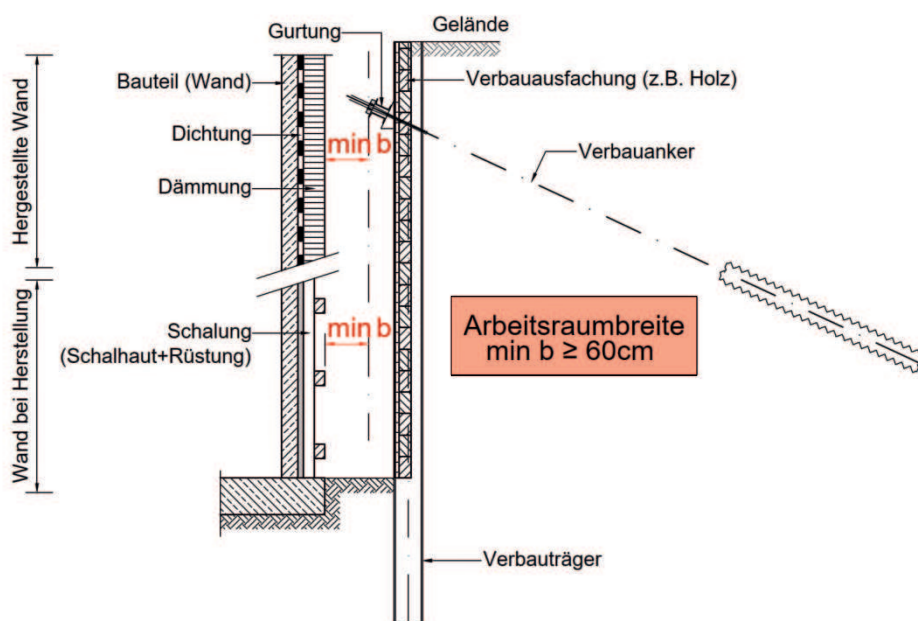 Gurtung
Gelände
Bauteil (Wand)
Verbauausfachung (z.B. Holz)
Hergestellte Wand
Dichtung
min b
Verbauanker
Dämmung
Schalung
(Schalhaut+Rüstung)
min b
Arbeitsraumbreite
min b ≥ 60cm
Wand bei Herstellung
Verbauträger